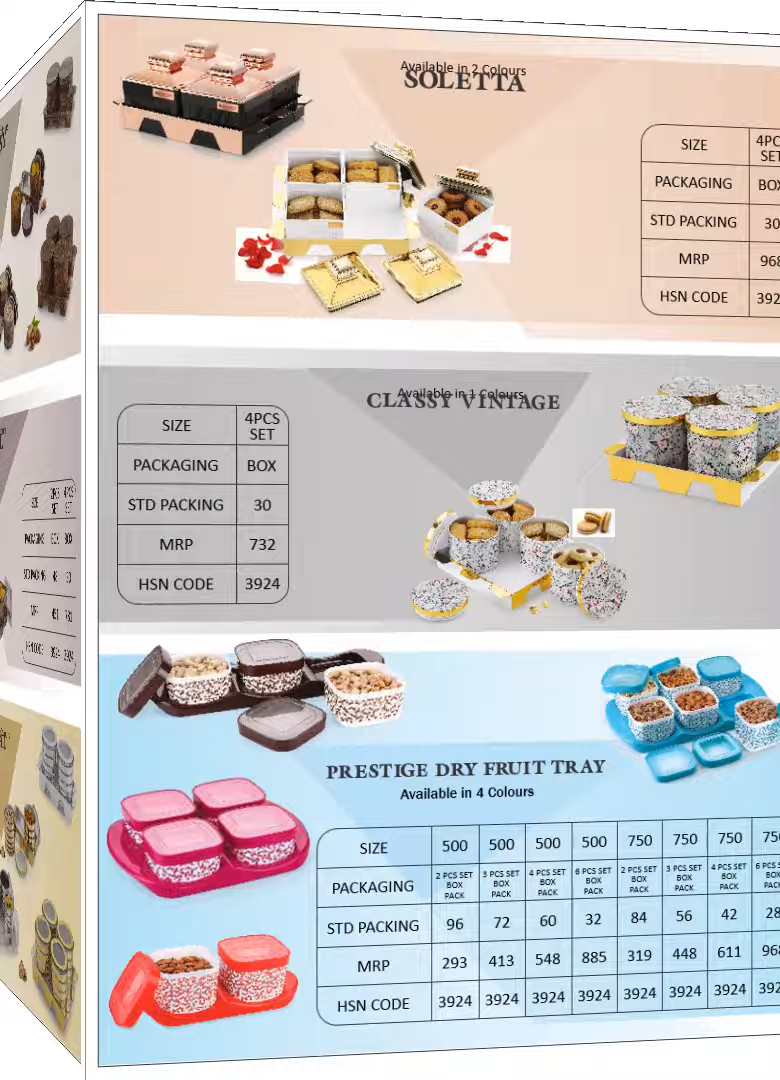 Available in 2 Colours
SOLETTA
SIZE
PACKAGING
STD PACKING 30
MRP
HSN CODE
Available in 1 Colours
CLASSY VINTAGE
SIZE 4PCS SET
PACKAGING BOX
STD PACKING 30
MRP 732
HSN CODE 3924
PRESTIGE DRY FRUIT TRAY
Available in 4 Colours
SIZE 500 500 500 500 750 750 750
PACKAGING 2 PCS SET BOX PACK 3 PCS SET BOX PACK 4 PCS SET BOX PACK 6 PCS SET BOX PACK 2 PCS SET BOX PACK 3 PCS SET BOX PACK 4 PCS SET BOX PACK
STD PACKING 96 72 60 32 84 56 42 28
MRP 293 413 548 885 319 448 611
HSN CODE 3924 3924 3924 3924 3924 3924 3924